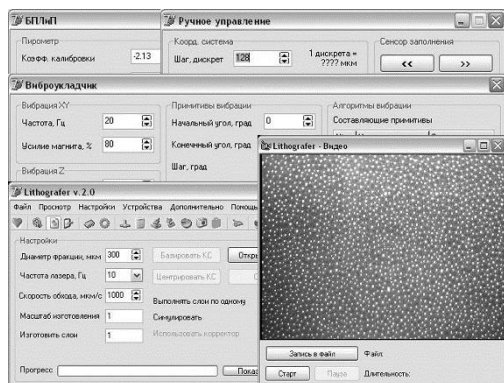 БПЛиП
Пирометр
Коэфф. калибровки -2.13
Ручное управление
Коорд. система
Шаг, дискрет 128
1 дискрета =
???? мкм
Сенсор заполнения
<< >>
Виброукладчик
Вибрация XY
Частота, Гц 20
Усилие магнита, % 80
Вибрация Z
Примитивы вибрации
Начальный угол, град 0
Конечнный угол, град
Шаг, град
Алгоритмы вибрации
Составляющие примитивы
Lithografer v.2.0
Файл Просмотр Настройки Устройства Дополнительно Помощь
Настройки
Диаметр фракции, мкм 300
Базировать КС
Откры
Частота лазера, Гц 10
Центрировать КС
Скорость обхода, мкм/с 1000
Выполнять слои по одному
Масштаб изготовления 1
Симулировать
Изготовить слои 1
Использовать корректор
Прогресс
Показ
Lithografer - Видео
Запись в файл Файл:
Старт Пауза Длительность: